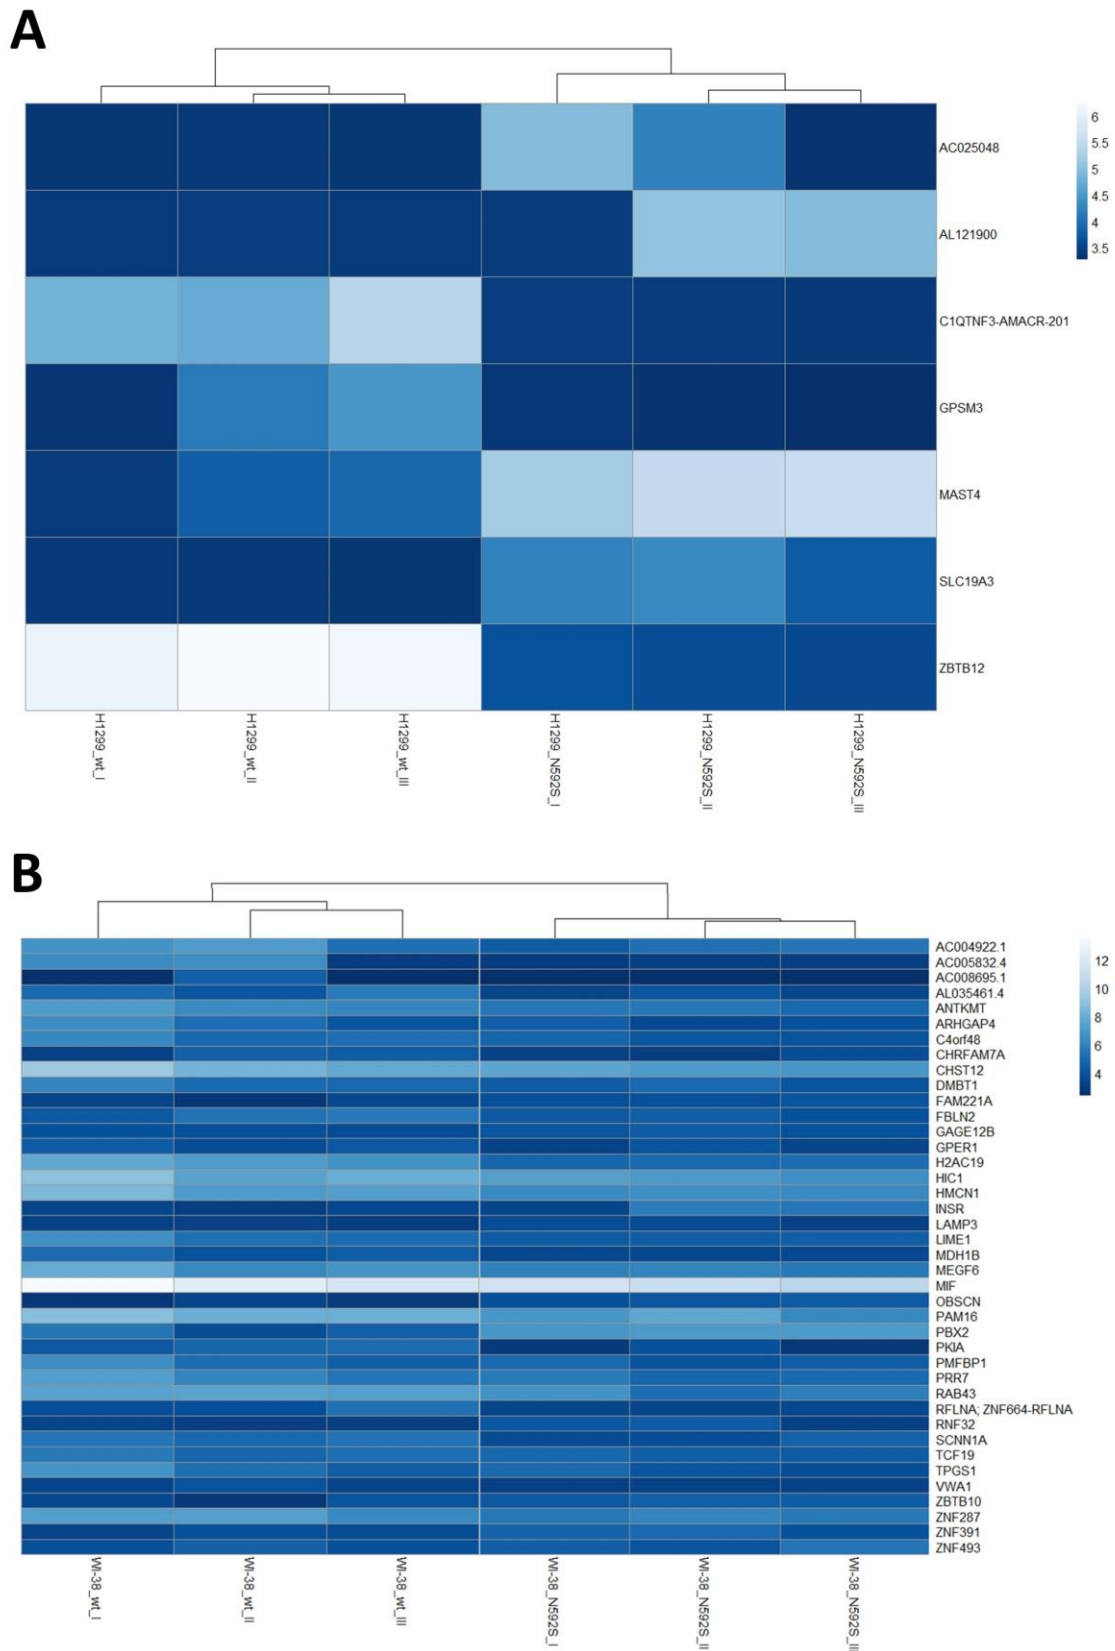 A
AC025048
AL121900
C1QTNF3-AMACR-201
GPSM3
MAST4
SLC19A3
ZBTB12
6
5.5
5
4.5
4
3.5
H1299_wt_I
H1299_wt_II
H1299_wt_III
H1299_N592S_I
H1299_N592S_II
H1299_N592S_III
B
AC004922.1
AC005832.4
AC008695.1
AL035461.4
ANTKMT
ARHGAP4
C4orf48
CHRFAM7A
CHST12
DMBT1
FAM221A
FBLN2
GAGE12B
GPER1
H2AC19
HIC1
HMCN1
INSR
LAMP3
LIME1
MDH1B
MEGF6
MIF
OBSCN
PAM16
PBX2
PKIA
PMFBP1
PRR7
RAB43
RFLNA; ZNF664-RFLNA
RNF32
SCNN1A
TCF19
TPGS1
VWA1
ZBTB10
ZNF287
ZNF391
ZNF493
12
10
8
6
4
WI-38_wt_I
WI-38_wt_II
WI-38_wt_III
WI-38_N592S_I
WI-38_N592S_II
WI-38_N592S_III